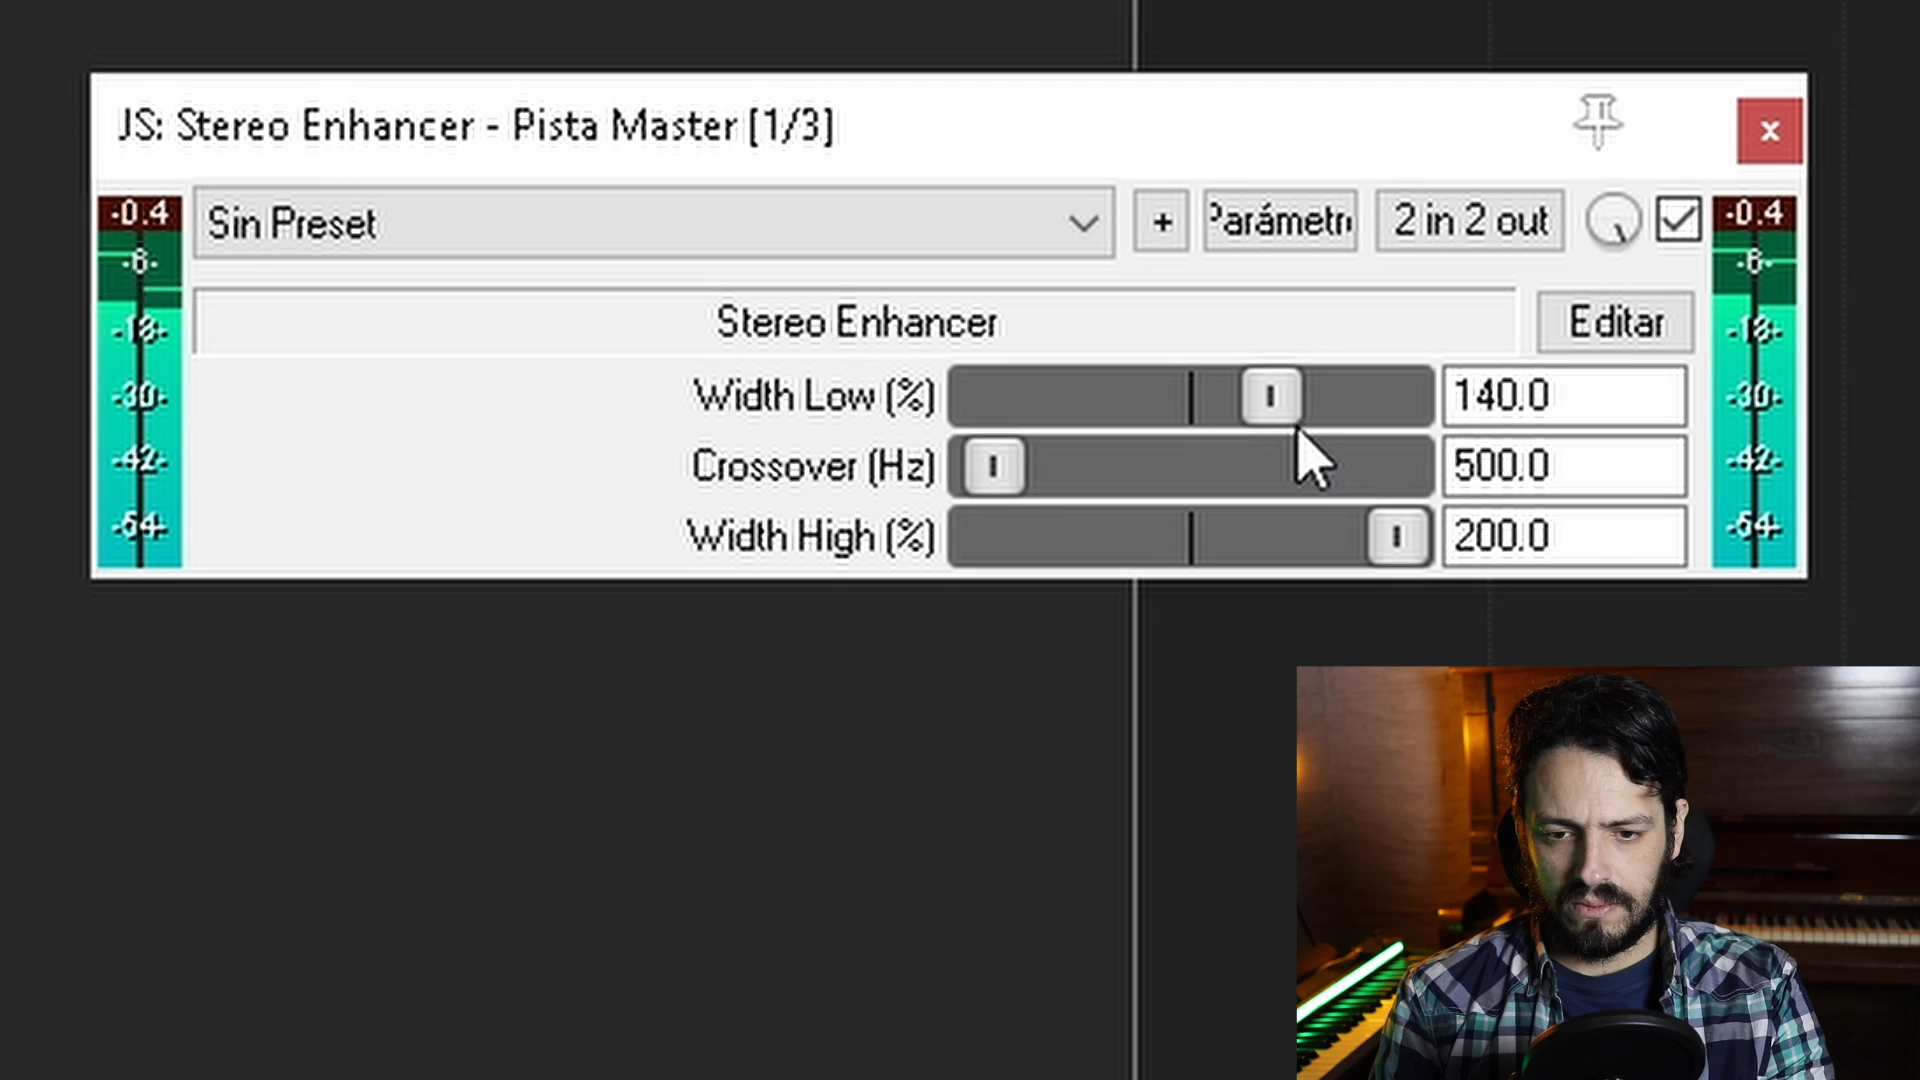 JS: Stereo Enhancer - Pista Master [1/3]
x
-0.4 Sin Preset + Parámetr 2 in 2 out -0.4
-6- -6-
Stereo Enhancer Editar
-18- -18-
Width Low (%) 140.0
-30- -30-
Crossover (Hz) 500.0
-42- -42-
Width High (%) 200.0
-54- -54-